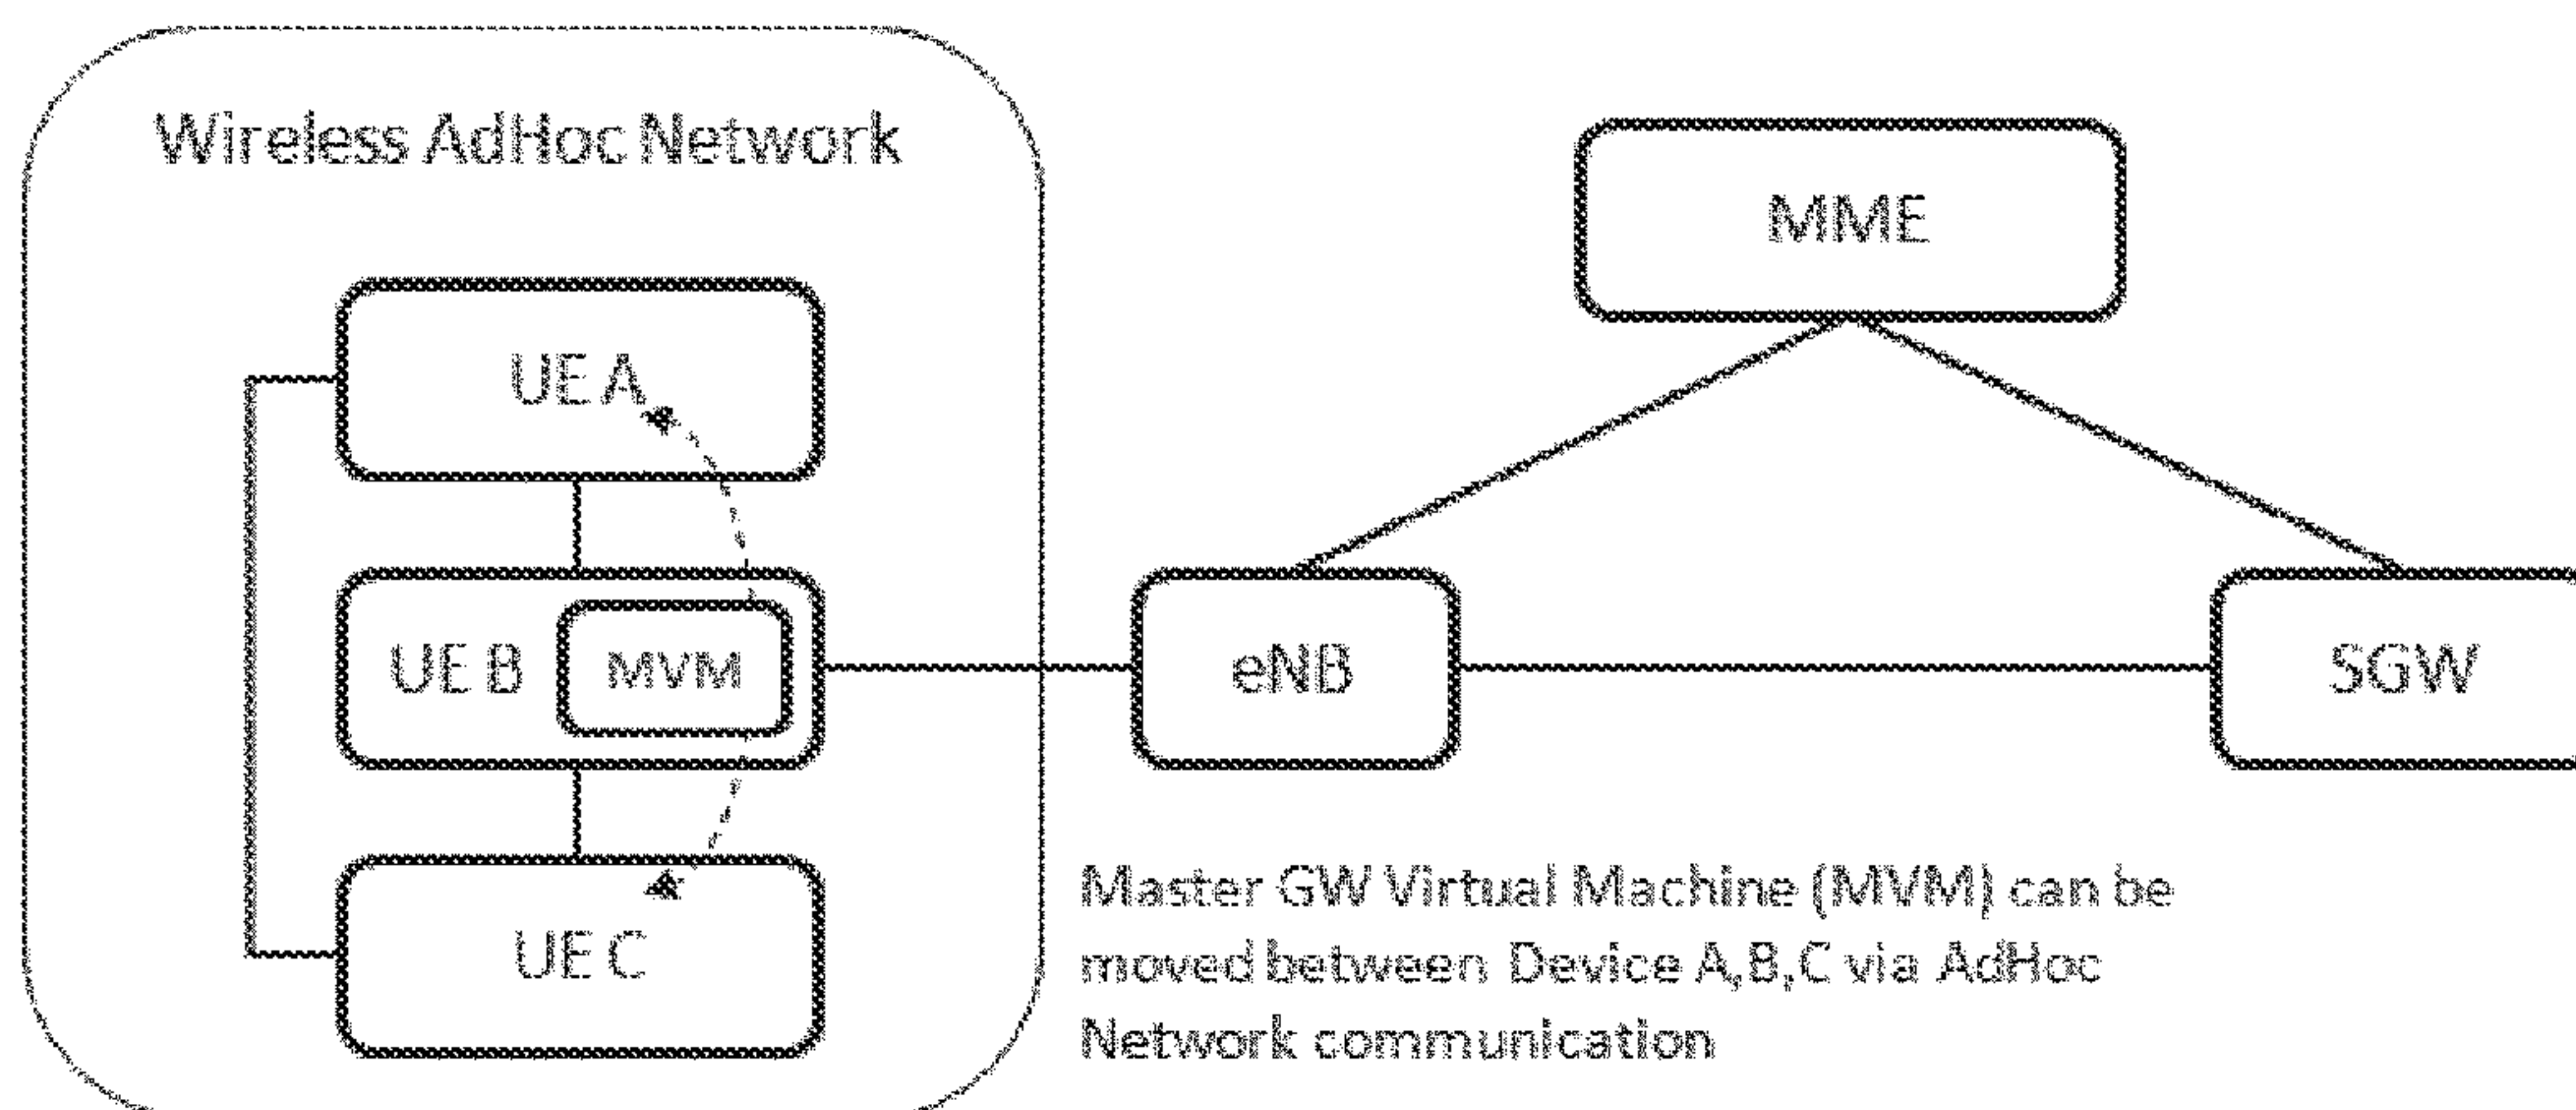 Wireless AdHoc Network
MME
UE A
UE B
MVM
eNB
SGW
UE C
Master GW Virtual Machine (MVM) can be
moved between Device A,B,C via AdHoc
Network communication